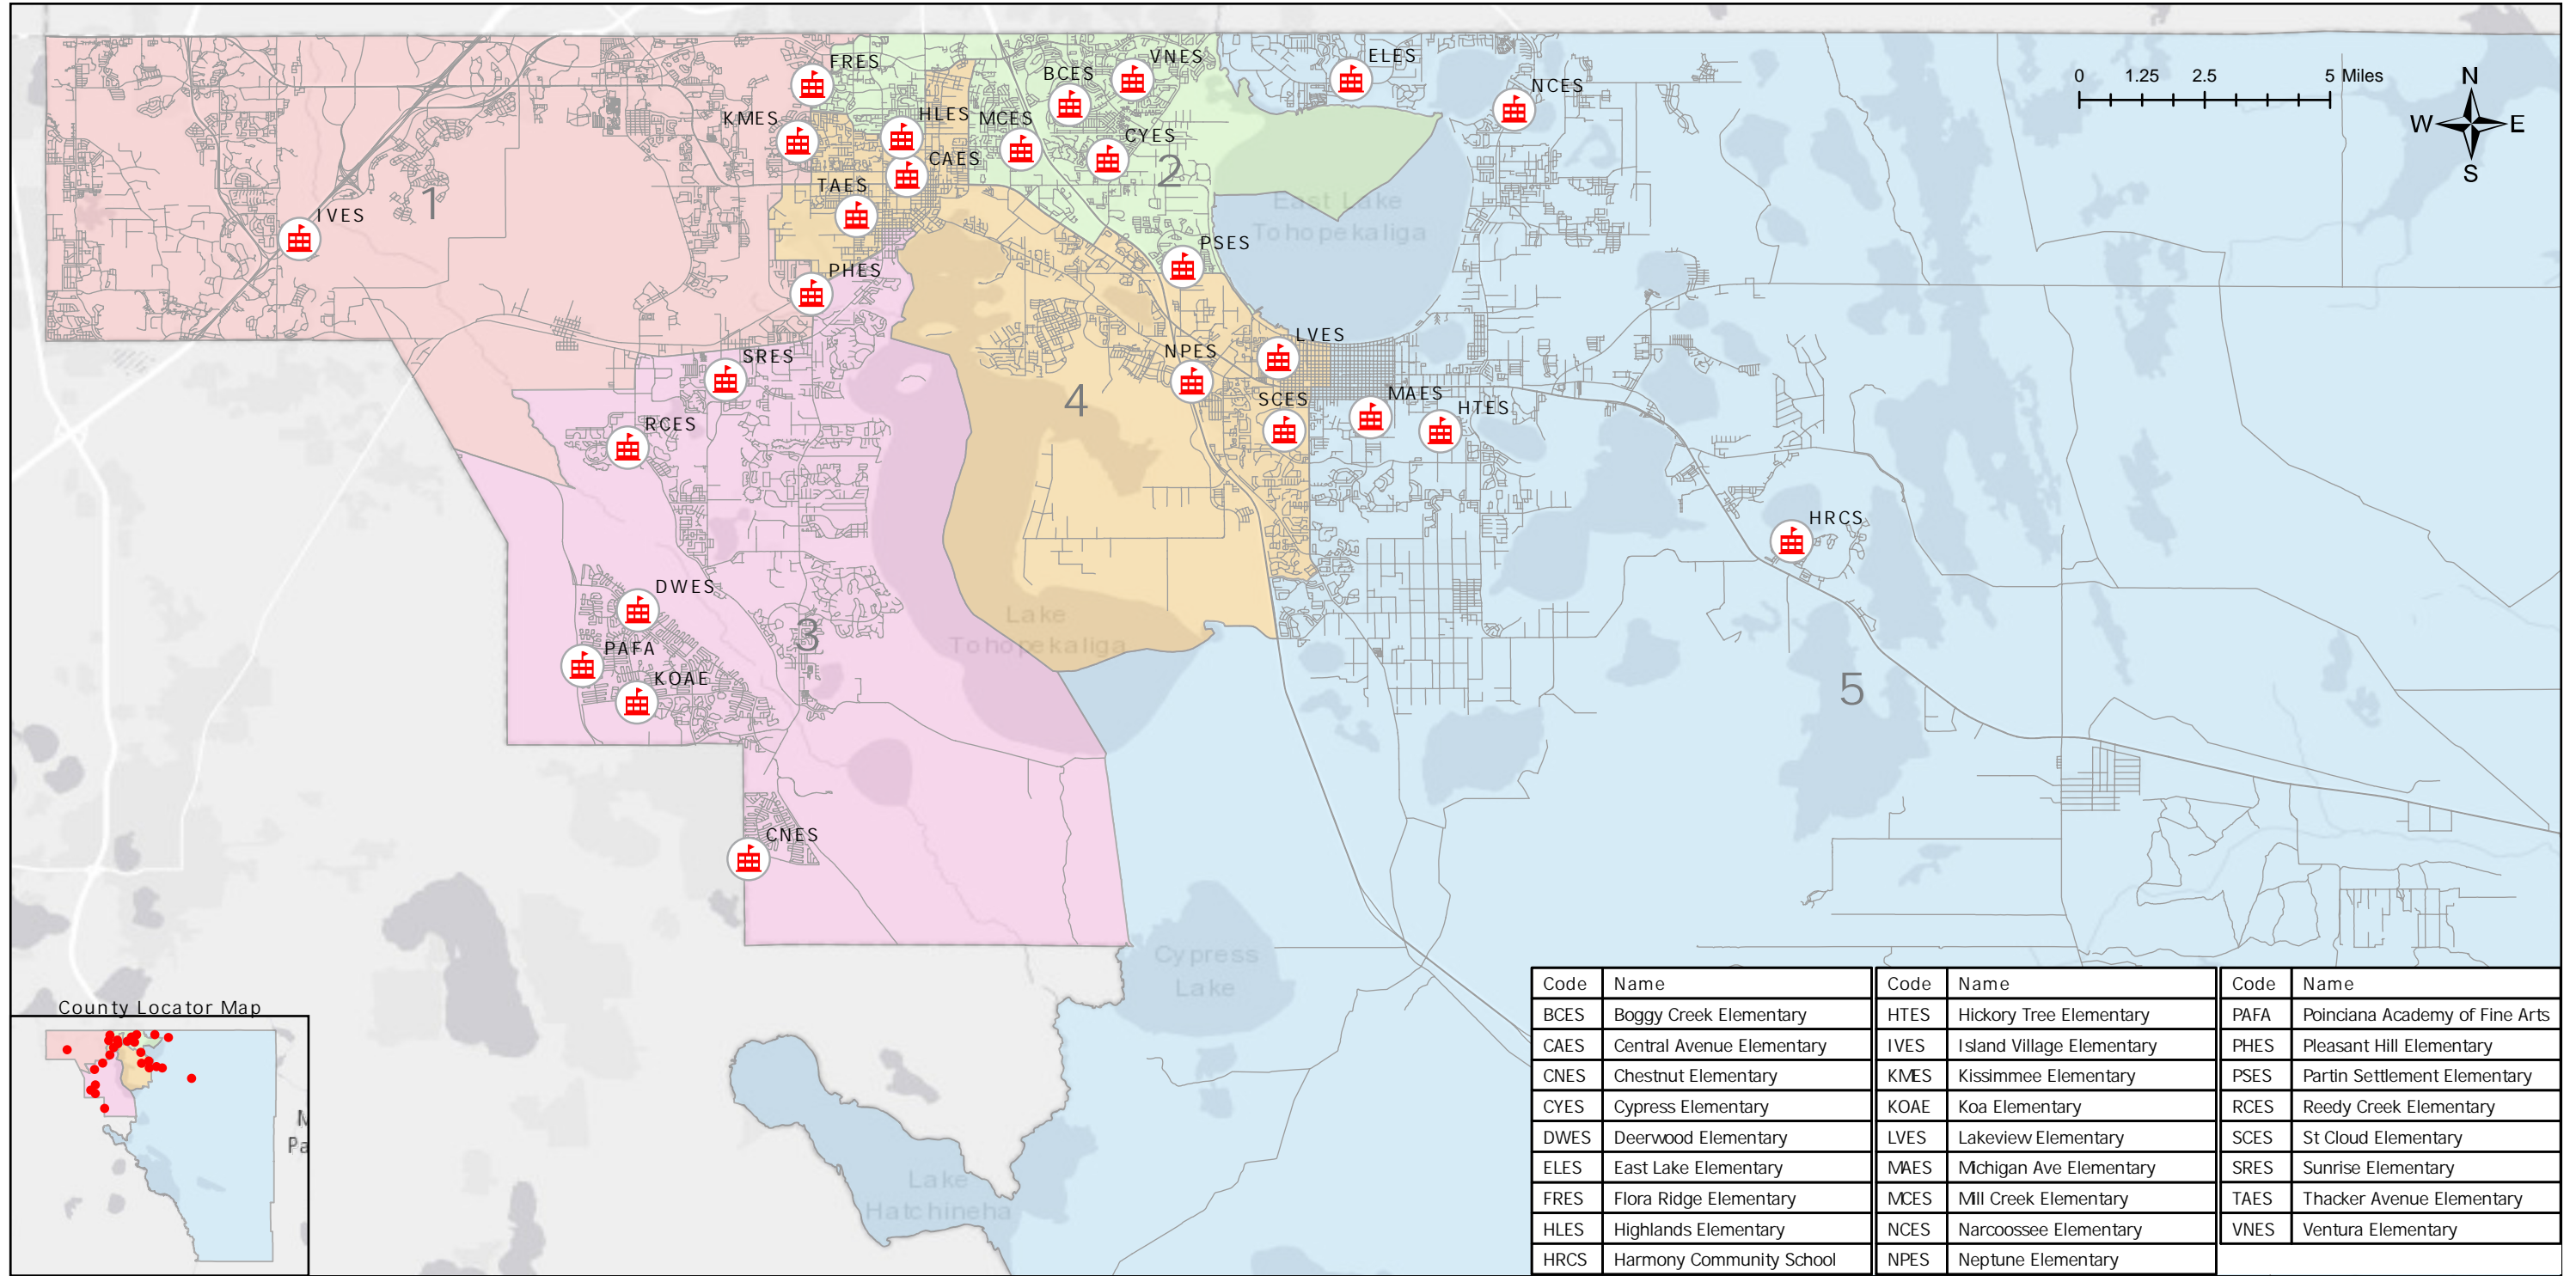 FRES
BCES
VNES
ELES
NCES
0 1.25 2.5 5 Miles
N
W E
S
KMES
HLES
MCES
CYES
CAES
TAES
1
2
IVES
East Lake
Tohopekaliga
PSES
PHES
LVES
SRES
NPES
4
SCES
MAES
HTES
RCES
HRCS
DWES
Lake
Tohopekaliga
3
PAFA
KOAE
5
CNES
Cypress
Lake
Lake
Hatchineha
County Locator Map
M
Pa
Code Name
BCES Boggy Creek Elementary
CAES Central Avenue Elementary
CNES Chestnut Elementary
CYES Cypress Elementary
DWES Deerwood Elementary
ELES East Lake Elementary
FRES Flora Ridge Elementary
HLES Highlands Elementary
HRCS Harmony Community School
Code Name
HTES Hickory Tree Elementary
IVES Island Village Elementary
KMES Kissimmee Elementary
KOAE Koa Elementary
LVES Lakeview Elementary
MAES Michigan Ave Elementary
MCES Mill Creek Elementary
NCES Narcoossee Elementary
NPES Neptune Elementary
Code Name
PAFA Poinciana Academy of Fine Arts
PHES Pleasant Hill Elementary
PSES Partin Settlement Elementary
RCES Reedy Creek Elementary
SCES St Cloud Elementary
SRES Sunrise Elementary
TAES Thacker Avenue Elementary
VNES Ventura Elementary